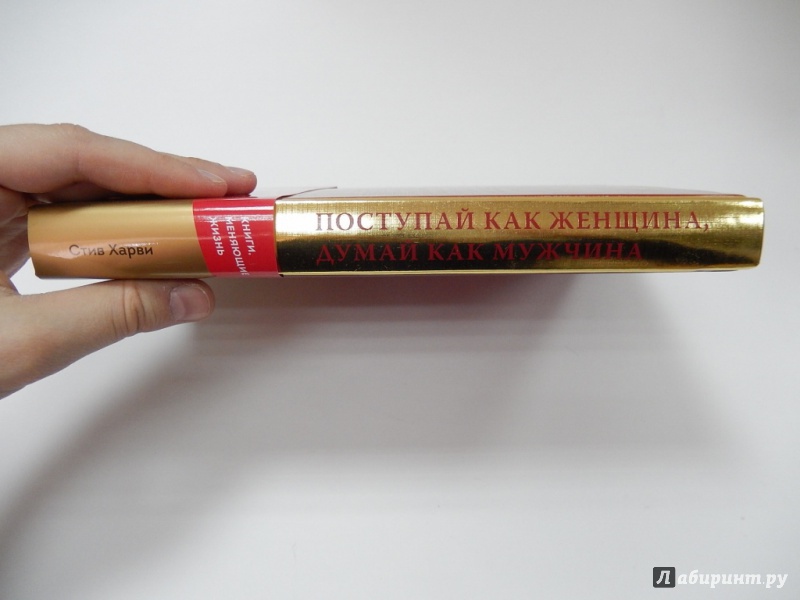 Стив Харви
КНИГИ,
МЕНЯЮЩИЕ
ЖИЗНЬ
ПОСТУПАЙ КАК ЖЕНЩИНА,
ДУМАЙ КАК МУЖЧИНА
Лабиринт.ру